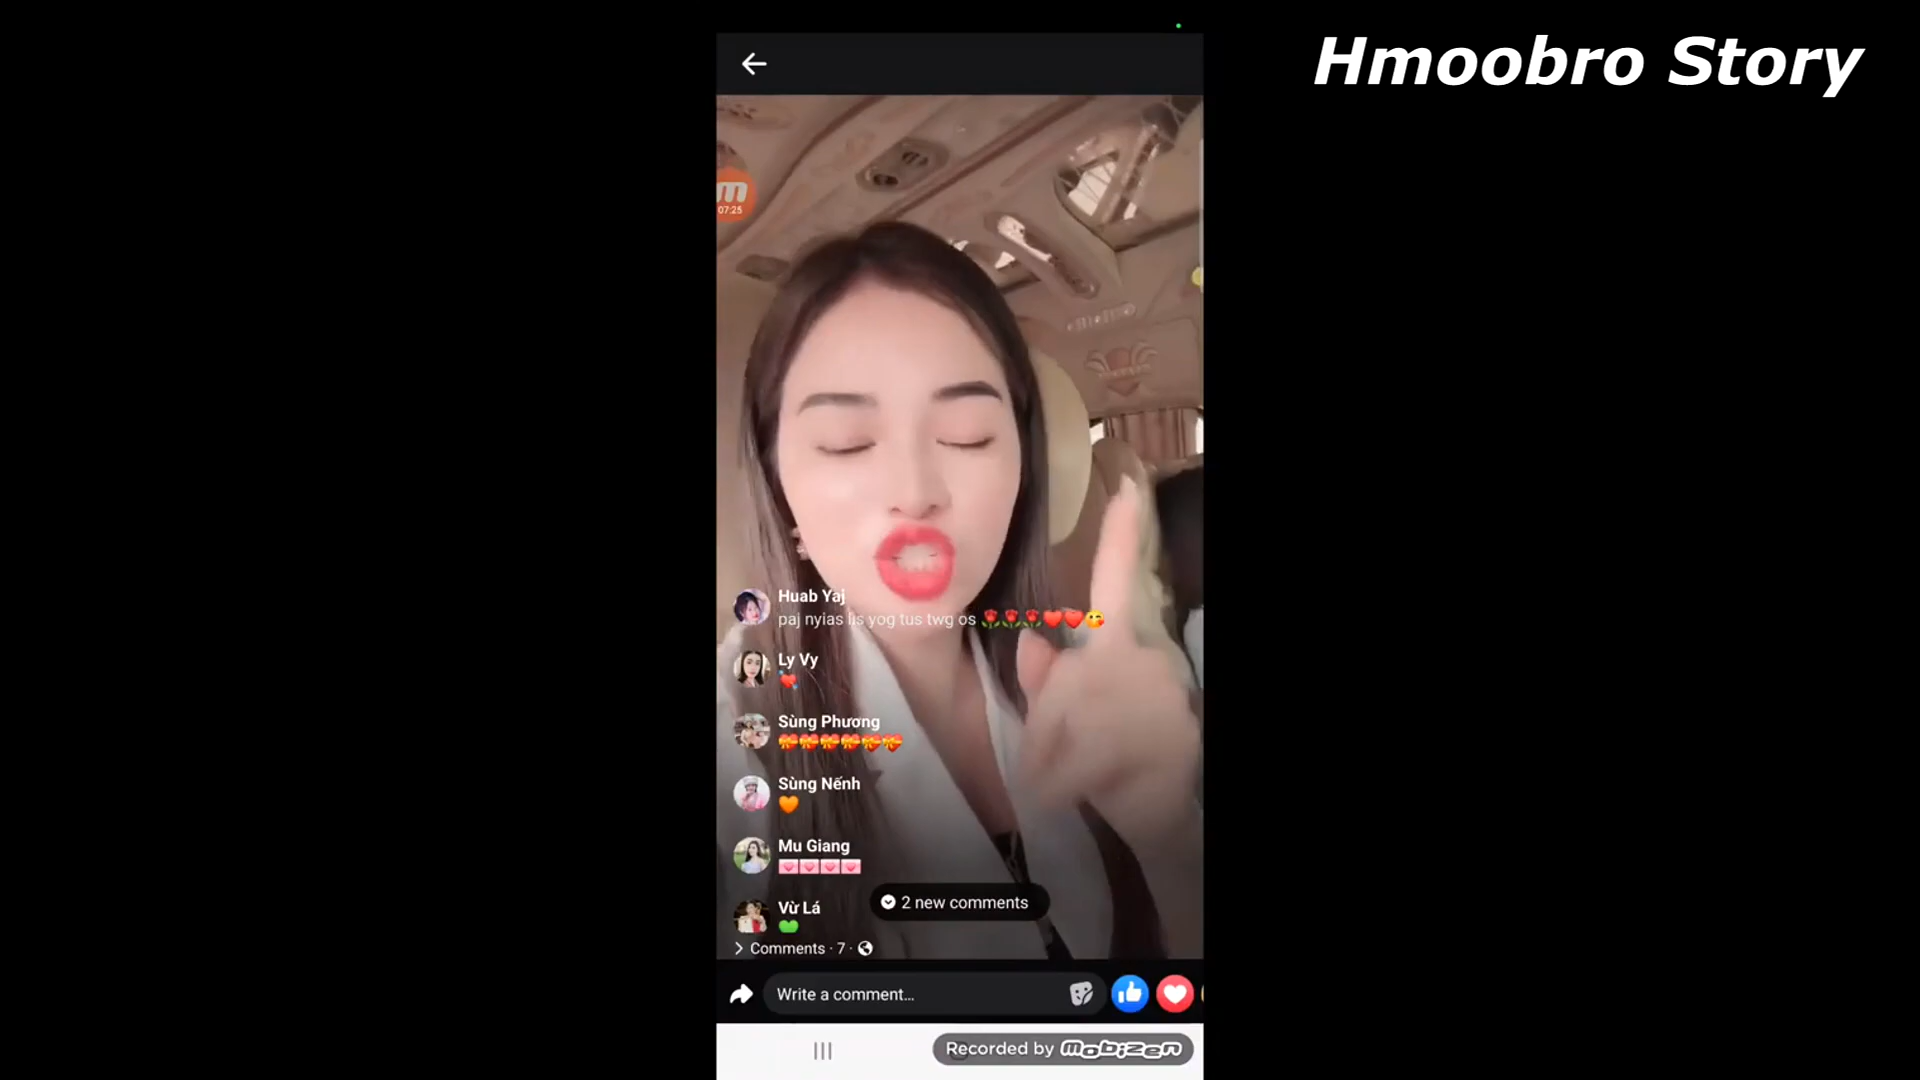 Hmoobro Story
m
07:25
Huab Yaj
paj nyias lis yog tus twg os 🌹🌹🌹❤️❤️😋
Ly Vy
💘
Sùng Phương
💝💝💝💝💝💝
Sùng Nếnh
🧡
Mu Giang
💌💌💌💌
Vừ Lá
💚
2 new comments
Comments · 7 ·
Write a comment...
Recorded by mobizen